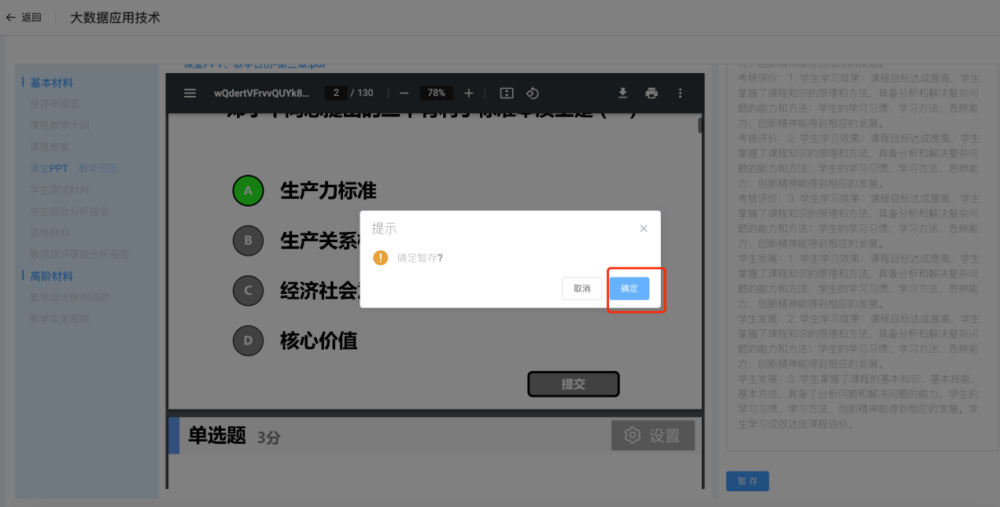 返回
大数据应用技术
基本材料
自评申请表
课程教学大纲
课程教案
课堂PPT、教学日历
学生测试材料
学生综合分析报告
其他材料
教师自评等级分析报告
高阶材料
教学设计样例说明
教学实录视频
课堂PPT、教学日历-第二章.pdf
wQdertVFrvvQUYk8...
2 / 130
78%
A 生产力标准
B 生产关系
C 经济社会
D 核心价值
提交
单选题 3分
设置
提示
确定暂存?
取消
确定
力、创新精神能得到相应的发展。
考核评价：1. 学生学习效果：课程目标达成度高，学生
掌握了课程知识的原理和方法，具备分析和解决复杂问
题的能力和方法；学生的学习习惯、学习方法、思辨能
力、创新精神能得到相应的发展。
考核评价：2. 学生学习效果：课程目标达成度高，学生
掌握了课程知识的原理和方法，具备分析和解决复杂问
题的能力和方法；学生的学习习惯、学习方法、思辨能
力、创新精神能得到相应的发展。
考核评价：3. 学生学习效果：课程目标达成度高，学生
掌握了课程知识的原理和方法，具备分析和解决复杂问
题的能力和方法；学生的学习习惯、学习方法、思辨能
力、创新精神能得到相应的发展。
学生发展：1. 学生学习效果：课程目标达成度高，学生
掌握了课程知识的原理和方法，具备分析和解决复杂问
题的能力和方法；学生的学习习惯、学习方法、思辨能
力、创新精神能得到相应的发展。
学生发展：2. 学生学习效果：课程目标达成度高，学生
掌握了课程知识的原理和方法，具备分析和解决复杂问
题的能力和方法；学生的学习习惯、学习方法、思辨能
力、创新精神能得到相应的发展。
学生发展：3. 学生掌握了课程的基本知识、基本技能、
基本方法，具备了分析问题和解决问题的能力，学生的
学习习惯、学习方法、创新精神能得到相应的发展。学
生学习成效达成课程目标。
暂存